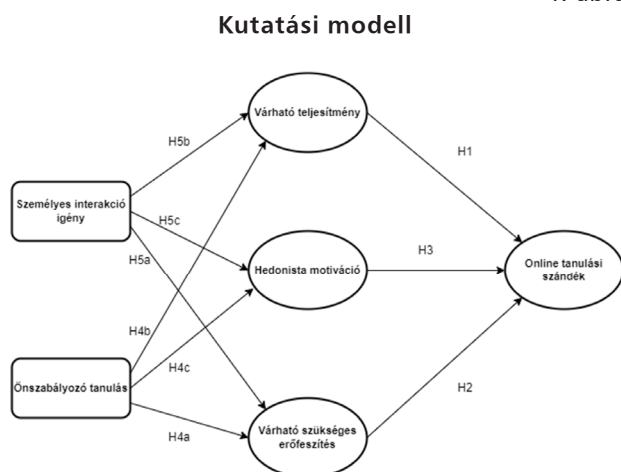 Kutatási modell
Várható teljesítmény
H5b
H1
Személyes interakció
igény
H5c
H3
H5a
Hedonista motiváció
Online tanulási
szándék
H4b
H4c
Önszabályozó tanulás
H2
Várható szükséges
erőfeszítés
H4a